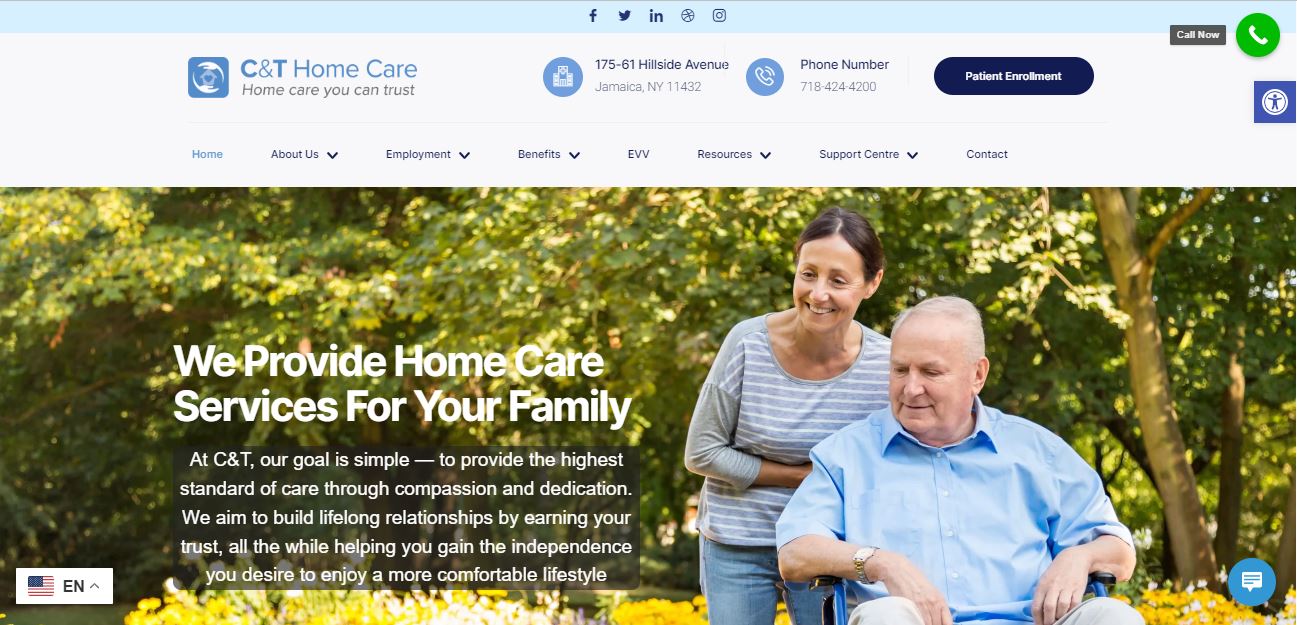 Call Now
C&T Home Care
Home care you can trust
175-61 Hillside Avenue
Jamaica, NY 11432
Phone Number
718-424-4200
Patient Enrollment
Home
About Us
Employment
Benefits
EVV
Resources
Support Centre
Contact
We Provide Home Care
Services For Your Family
At C&T, our goal is simple — to provide the highest
standard of care through compassion and dedication.
We aim to build lifelong relationships by earning your
trust, all the while helping you gain the independence
you desire to enjoy a more comfortable lifestyle
EN